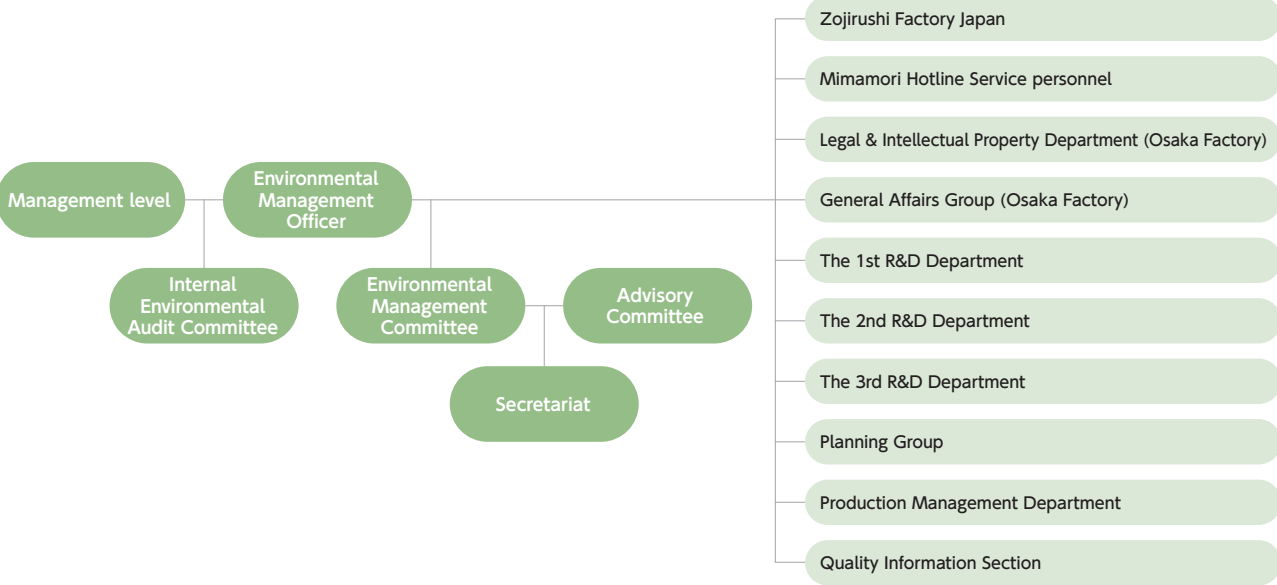 Management level
Environmental
Management
Officer
Internal
Environmental
Audit Committee
Environmental
Management
Committee
Advisory
Committee
Secretariat
Zojirushi Factory Japan
Mimamori Hotline Service personnel
Legal & Intellectual Property Department (Osaka Factory)
General Affairs Group (Osaka Factory)
The 1st R&D Department
The 2nd R&D Department
The 3rd R&D Department
Planning Group
Production Management Department
Quality Information Section